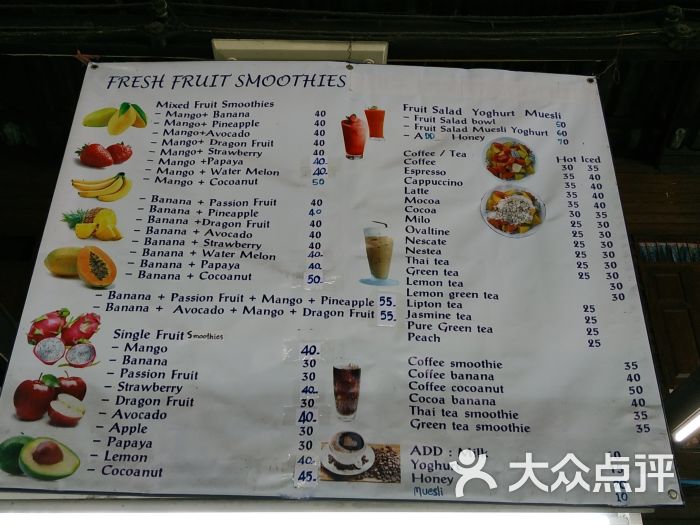 FRESH FRUIT SMOOTHIES
Mixed Fruit Smoothies
- Mango+ Banana 40
- Mango+ Pineapple 40
- Mango+Avocado 40
- Mango+Dragon Fruit 40
- Mango+ Strawberry 40
- Mango +Papaya 40-
- Mango + Water Melon 40-
- Mango + Cocoanut 50
- Banana + Passion Fruit 40
- Banana + Pineapple 40
- Banana +Dragon Fruit 40
- Banana + Avocado 40
- Banana + Strawberry 40
- Banana + Water Melon 40-
- Banana + Papaya 40
- Banana + Cocoanut 50-
- Banana + Passion Fruit + Mango + Pineapple 55-
- Banana + Avocado + Mango + Dragon Fruit 55-
Single Fruit Smoothies
- Mango 40-
- Banana 30
- Passion Fruit 30
- Strawberry 40-
- Dragon Fruit 30
- Avocado 40-
- Apple 30
- Papaya 30
- Lemon 40-
- Cocoanut 45-
Fruit Salad Yoghurt Muesli
- Fruit Salad bowl 50
- Fruit Salad Muesli Yoghurt 60
- ADD Honey 70
Coffee / Tea Hot Iced
Coffee 30 35
Espresso 35 40
Cappuccino 35 40
Latte 35 40
Mocoa 35 40
Cocoa 30 35
Milo 35
Ovaltine 25 30
Nescate 25 30
Nestea 25 30
Thai tea 25 30
Green tea 25 30
Lemon tea 30
Lemon green tea 30
Lipton tea 25
Jasmine tea 25
Pure Green tea 25
Peach 25
Coffee smoothie 35
Coffee banana 40
Coffee cocoanut 50
Cocoa banana 40
Thai tea smoothie 35
Green tea smoothie 35
ADD : Milk 10
Yoghurt
Honey
muesli 10
大众点评